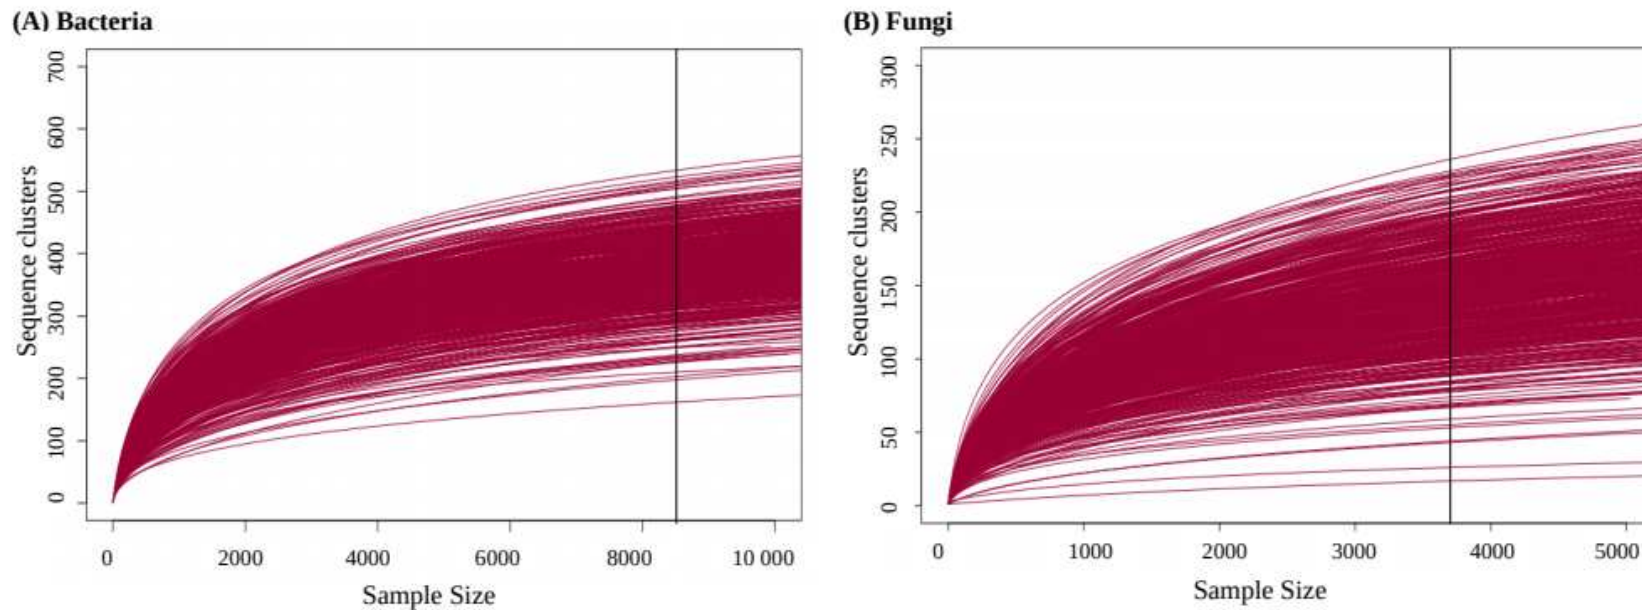 (A) Bacteria
Sequence clusters
700
600
500
400
300
200
100
0
0 2000 4000 6000 8000 10 000
Sample Size
(B) Fungi
Sequence clusters
300
250
200
150
100
50
0
0 1000 2000 3000 4000 5000
Sample Size